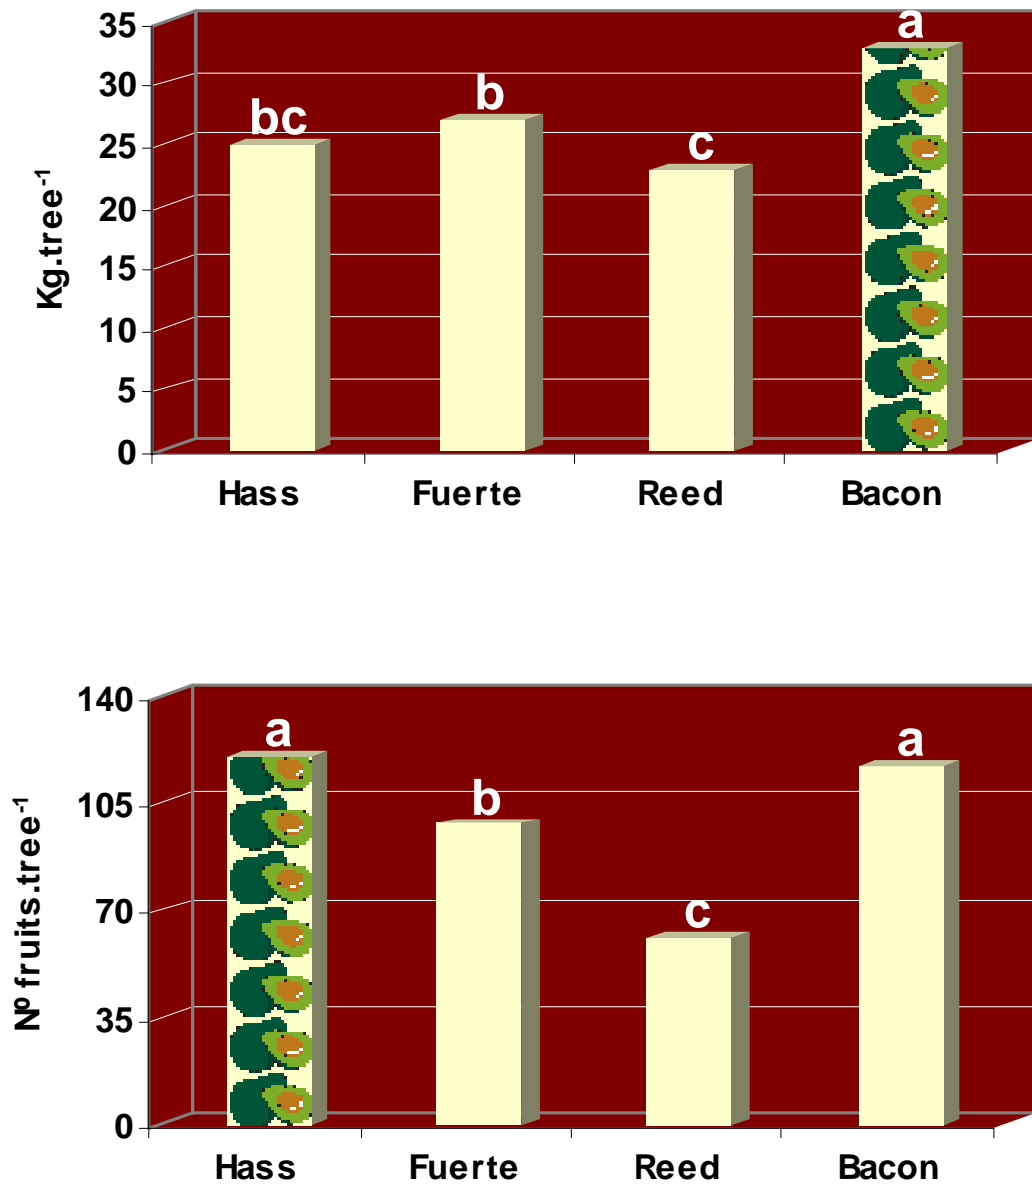 35
30
25
20
15
10
5
0
Kg.tree⁻¹
bc
b
c
a
Hass Fuerte Reed Bacon
140
105
70
35
0
Nº fruits.tree⁻¹
a
b
c
a
Hass Fuerte Reed Bacon